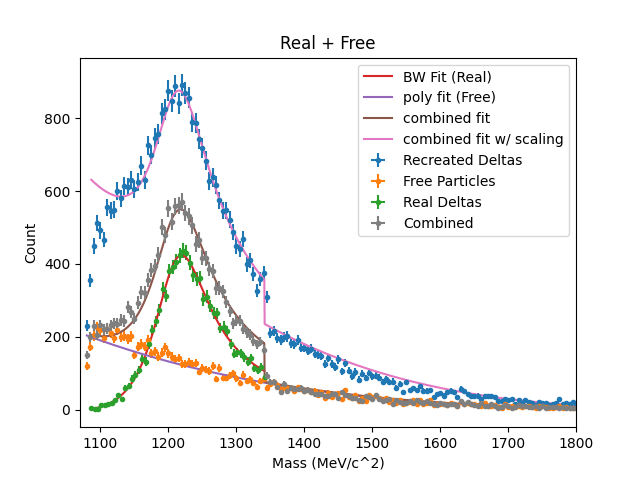 Real + Free
BW Fit (Real)
poly fit (Free)
combined fit
combined fit w/ scaling
Recreated Deltas
Free Particles
Real Deltas
Combined
Count
800
600
400
200
0
1100
1200
1300
1400
1500
1600
1700
1800
Mass (MeV/c^2)